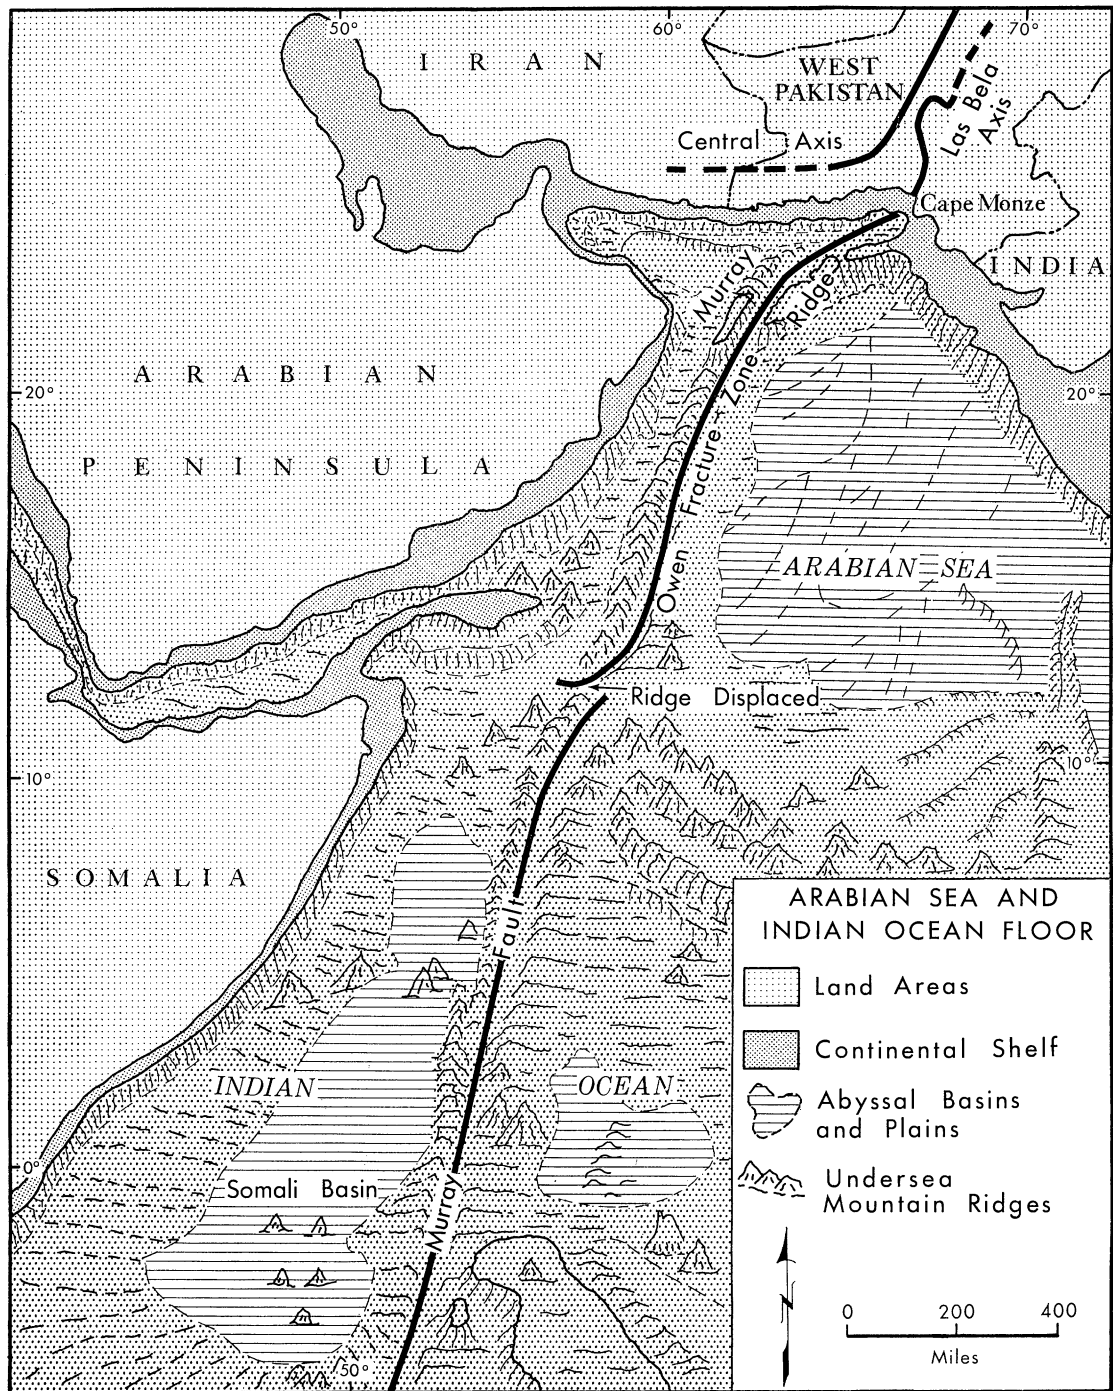 50°
60°
70°
I R A N
WEST
PAKISTAN
Las Bela
Axis
Central Axis
Cape Monze
INDIA
Murray
Ridge
20°
20°
A R A B I A N
P E N I N S U L A
Owen Fracture Zone
ARABIAN SEA
Ridge Displaced
10°
10°
SOMALIA
Murray Fault
INDIAN
OCEAN
0°
Somali Basin
50°
ARABIAN SEA AND
INDIAN OCEAN FLOOR
Land Areas
Continental Shelf
Abyssal Basins
and Plains
Undersea
Mountain Ridges
N
0 200 400
Miles